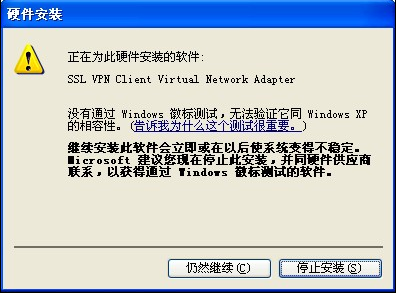 硬件安装
正在为此硬件安装的软件:
SSL VPN Client Virtual Network Adapter
没有通过 Windows 徽标测试，无法验证它同 Windows XP
的相容性。(告诉我为什么这个测试很重要。)
继续安装此软件会立即或在以后使系统变得不稳定。
Microsoft 建议您现在停止此安装，并同硬件供应商
联系，以获得通过 Windows 徽标测试的软件。
仍然继续(C)
停止安装(S)